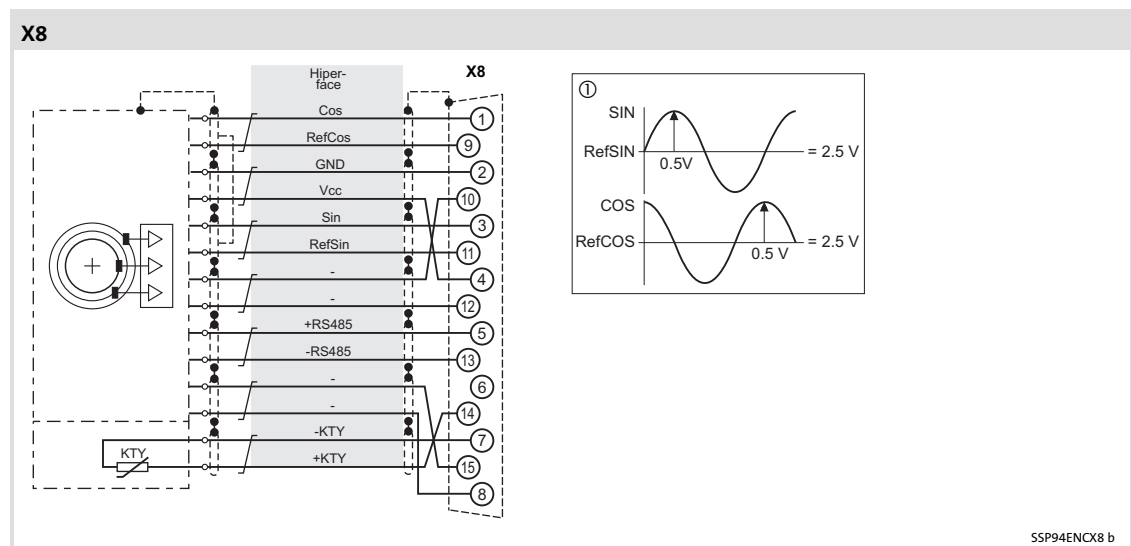 X8
Hiper-
face
X8
Cos
1
RefCos
9
GND
2
Vcc
10
Sin
3
RefSin
11
-
4
-
12
+RS485
5
-RS485
13
-
6
-
14
-KTY
7
KTY
+KTY
15
8
①
SIN
RefSIN
0.5V
= 2.5 V
COS
RefCOS
0.5 V
= 2.5 V
SSP94ENCX8 b